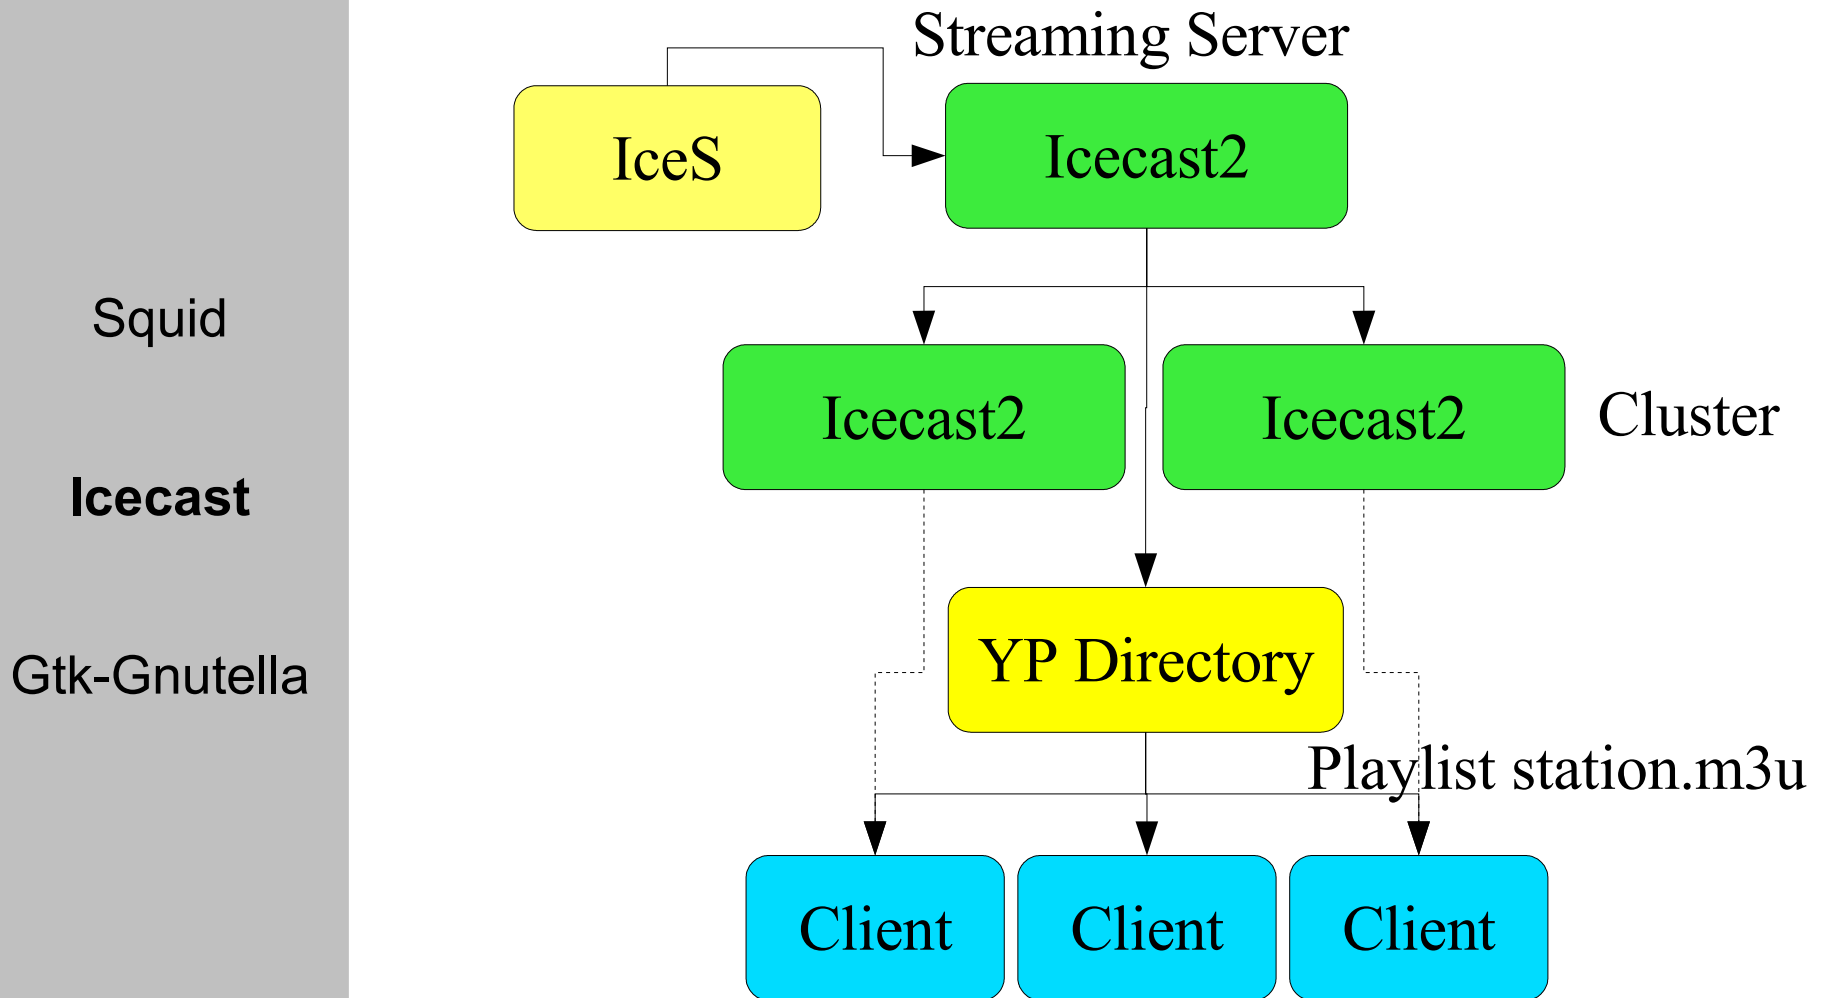 Squid
Icecast
Gtk-Gnutella
Streaming Server
IceS
Icecast2
Icecast2
Icecast2
Cluster
YP Directory
Playlist station.m3u
Client
Client
Client